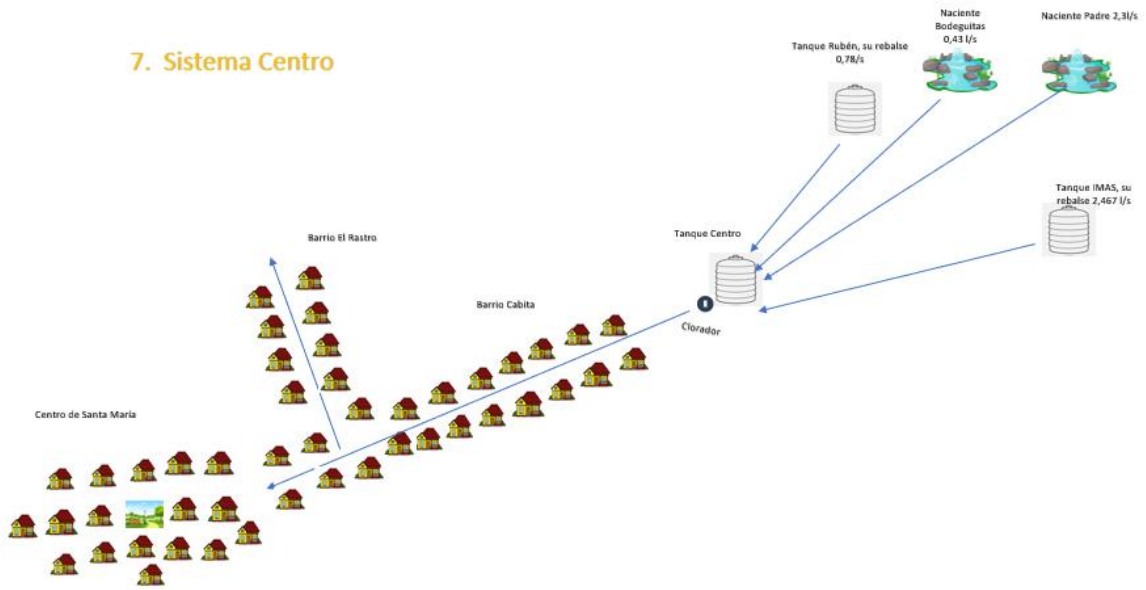 7. Sistema Centro
Tanque Rubén, su rebalse
0,78/s
Naciente
Bodeguitas
0,43 l/s
Naciente Padre 2,3l/s
Tanque IMAS, su
rebalse 2,467 l/s
Tanque Centro
Clorador
Barrio El Rastro
Barrio Cabita
Centro de Santa María